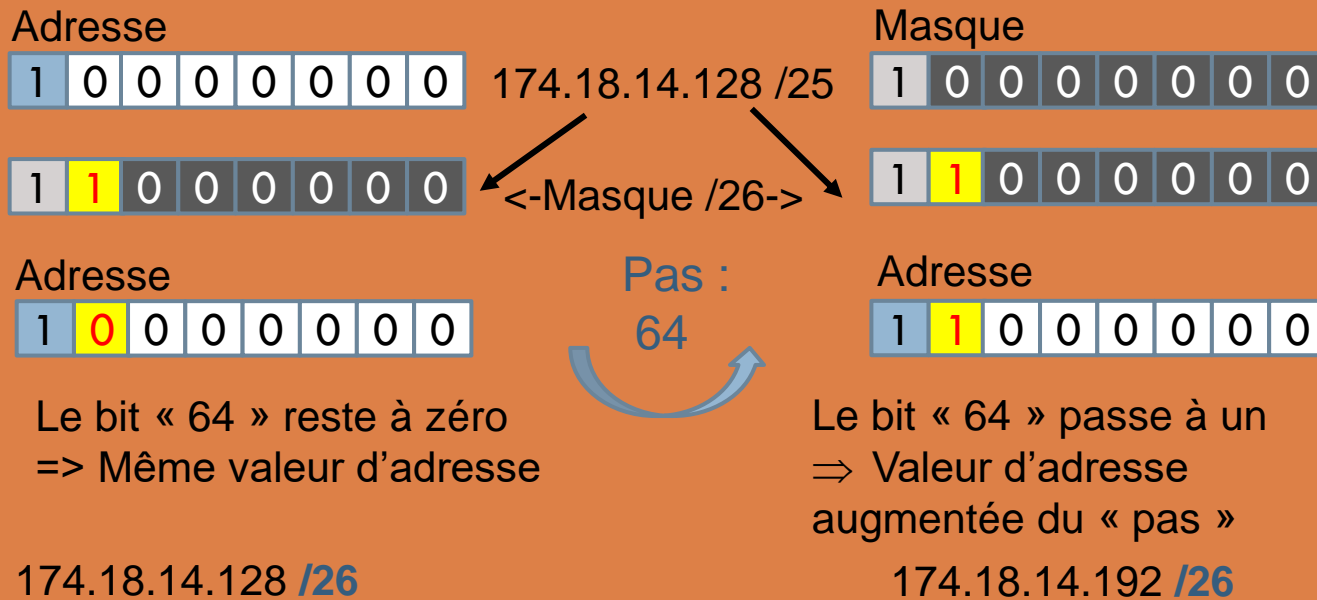 Adresse
1 0 0 0 0 0 0 0
174.18.14.128 /25
Masque
1 0 0 0 0 0 0 0
1 1 0 0 0 0 0 0
<-Masque /26->
1 1 0 0 0 0 0 0
Adresse
1 0 0 0 0 0 0 0
Pas :
64
Adresse
1 1 0 0 0 0 0 0
Le bit « 64 » reste à zéro
=> Même valeur d’adresse
Le bit « 64 » passe à un
⇒ Valeur d’adresse
augmentée du « pas »
174.18.14.128 /26
174.18.14.192 /26